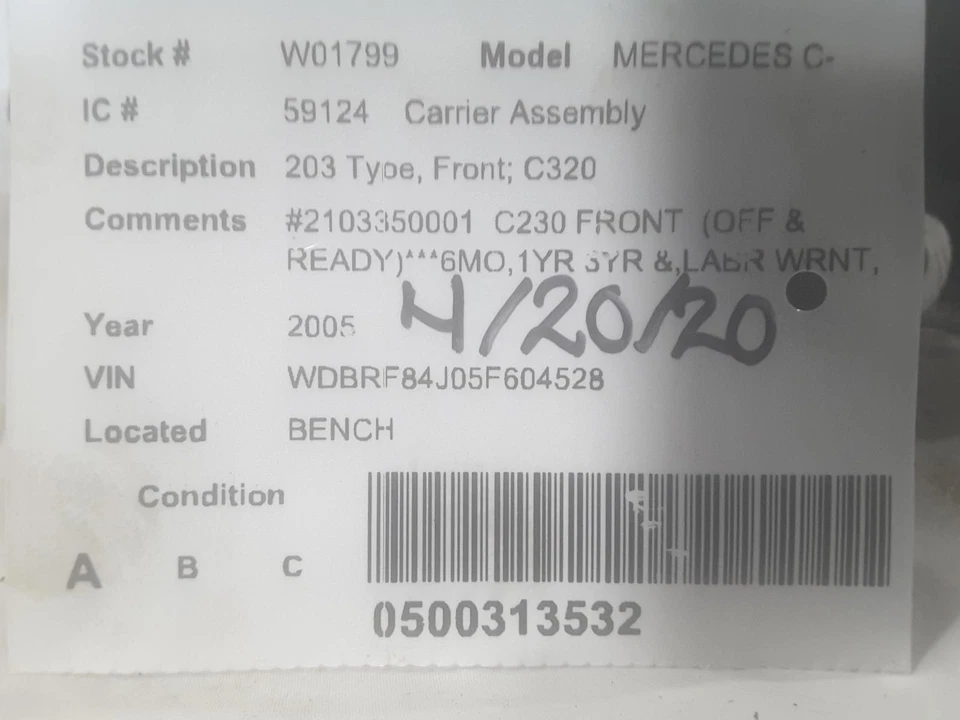 Stock # W01799 Model MERCEDES C-
IC # 59124 Carrier Assembly
Description 203 Type, Front; C320
Comments #2103350001 C230 FRONT (OFF &
READY)***6MO,1YR 3YR &,LABR WRNT,
4/20/20
Year 2005
VIN WDBRF84J05F604528
Located BENCH
Condition
A B C
0500313532